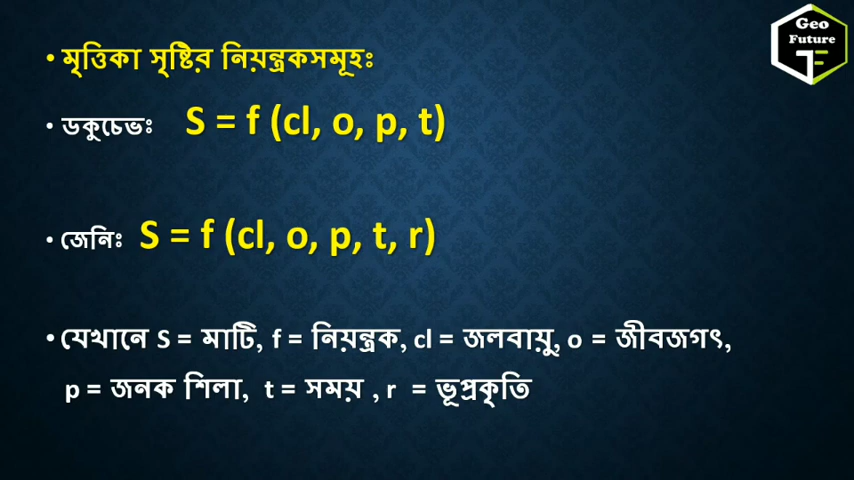 Geo
Future
• মৃত্তিকা সৃষ্টির নিয়ন্ত্রকসমূহঃ
• ডকুচেভঃ S = f (cl, o, p, t)
• জেনিঃ S = f (cl, o, p, t, r)
• যেখানে S = মাটি, f = নিয়ন্ত্রক, cl = জলবায়ু, o = জীবজগৎ,
p = জনক শিলা, t = সময় , r = ভূপ্রকৃতি